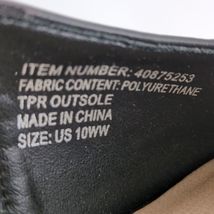 ITEM NUMBER: 40875253
FABRIC CONTENT: POLYURETHANE
TPR OUTSOLE
MADE IN CHINA
SIZE: US 10WW